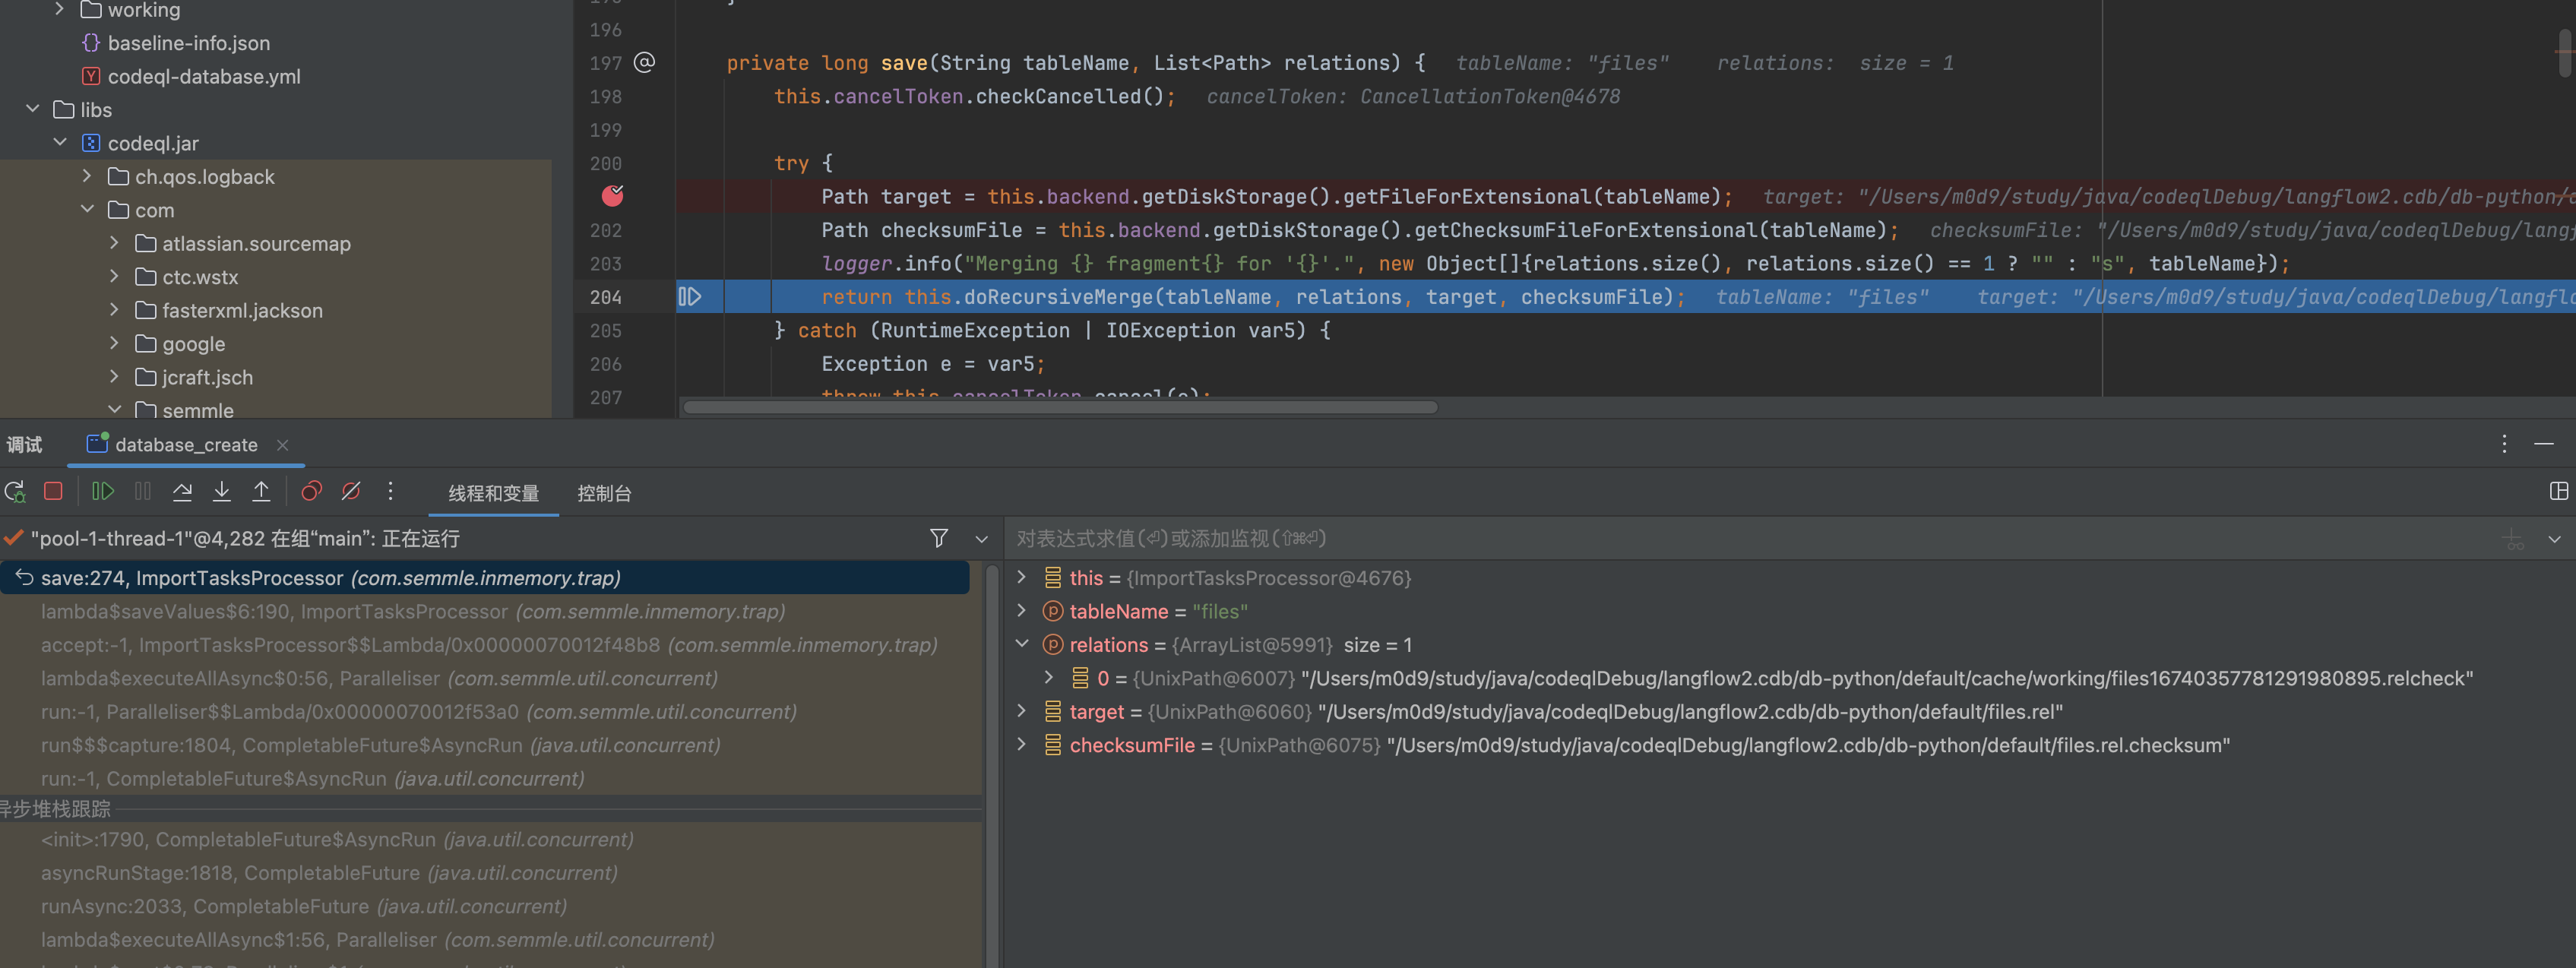 working
baseline-info.json
codeql-database.yml
libs
codeql.jar
ch.qos.logback
com
atlassian.sourcemap
ctc.wstx
fasterxml.jackson
google
jcraft.jsch
semmle
196
197 private long save(String tableName, List<Path> relations) { tableName: "files" relations: size = 1
198 this.cancelToken.checkCancelled(); cancelToken: CancellationToken@4678
199
200 try {
Path target = this.backend.getDiskStorage().getFileForExtensional(tableName); target: "/Users/m0d9/study/java/codeqlDebug/langflow2.cdb/db-python/
202 Path checksumFile = this.backend.getDiskStorage().getChecksumFileForExtensional(tableName); checksumFile: "/Users/m0d9/study/java/codeqlDebug/langf
203 logger.info("Merging {} fragment{} for '{}'.", new Object[]{relations.size(), relations.size() == 1 ? "" : "s", tableName});
204 return this.doRecursiveMerge(tableName, relations, target, checksumFile); tableName: "files" target: "/Users/m0d9/study/java/codeqlDebug/langflo
205 } catch (RuntimeException | IOException var5) {
206 Exception e = var5;
207 throw this.cancelToken.cancel(e);
调试 database_create
线程和变量 控制台
"pool-1-thread-1"@4,282 在组“main”: 正在运行
对表达式求值(⏎)或添加监视(⇧⌘⏎)
save:274, ImportTasksProcessor (com.semmle.inmemory.trap)
lambda$saveValues$6:190, ImportTasksProcessor (com.semmle.inmemory.trap)
accept:-1, ImportTasksProcessor$$Lambda/0x00000070012f48b8 (com.semmle.inmemory.trap)
lambda$executeAllAsync$0:56, Paralleliser (com.semmle.util.concurrent)
run:-1, Paralleliser$$Lambda/0x00000070012f53a0 (com.semmle.util.concurrent)
run$$$capture:1804, CompletableFuture$AsyncRun (java.util.concurrent)
run:-1, CompletableFuture$AsyncRun (java.util.concurrent)
异步堆栈跟踪
<init>:1790, CompletableFuture$AsyncRun (java.util.concurrent)
asyncRunStage:1818, CompletableFuture (java.util.concurrent)
runAsync:2033, CompletableFuture (java.util.concurrent)
lambda$executeAllAsync$1:56, Paralleliser (com.semmle.util.concurrent)
this = {ImportTasksProcessor@4676}
tableName = "files"
relations = {ArrayList@5991} size = 1
0 = {UnixPath@6007} "/Users/m0d9/study/java/codeqlDebug/langflow2.cdb/db-python/default/cache/working/files16740357781291980895.relcheck"
target = {UnixPath@6060} "/Users/m0d9/study/java/codeqlDebug/langflow2.cdb/db-python/default/files.rel"
checksumFile = {UnixPath@6075} "/Users/m0d9/study/java/codeqlDebug/langflow2.cdb/db-python/default/files.rel.checksum"